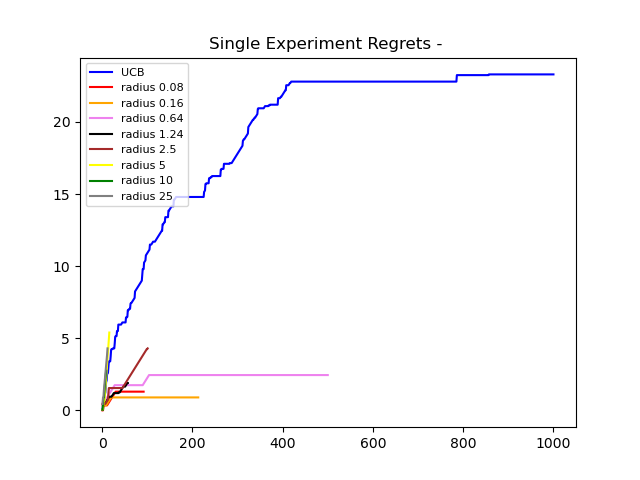 Single Experiment Regrets -
UCB
radius 0.08
radius 0.16
radius 0.64
radius 1.24
radius 2.5
radius 5
radius 10
radius 25
20
15
10
5
0
0 200 400 600 800 1000